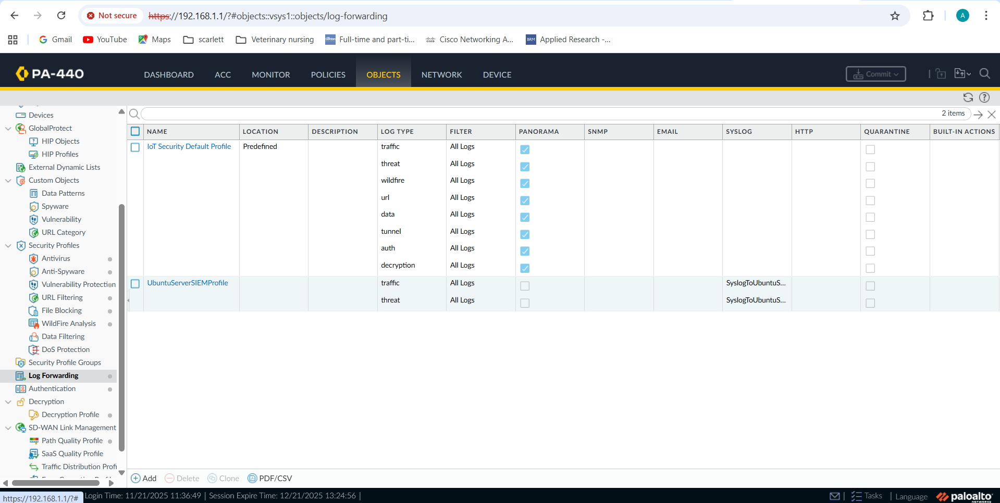 Not secure https://192.168.1.1/?#objects::vsys1::objects/log-forwarding A
Gmail YouTube Maps scarlett Veterinary nursing Full-time and part-ti... Cisco Networking A... BRM Applied Research -...
PA-440 DASHBOARD ACC MONITOR POLICIES OBJECTS NETWORK DEVICE Commit
2 items
Devices
GlobalProtect
HIP Objects
HIP Profiles
External Dynamic Lists
Custom Objects
Data Patterns
Spyware
Vulnerability
URL Category
Security Profiles
Antivirus
Anti-Spyware
Vulnerability Protection
URL Filtering
File Blocking
WildFire Analysis
Data Filtering
DoS Protection
Security Profile Groups
Log Forwarding
Authentication
Decryption
Decryption Profile
SD-WAN Link Management
Path Quality Profile
SaaS Quality Profile
Traffic Distribution Profi
NAME LOCATION DESCRIPTION LOG TYPE FILTER PANORAMA SNMP EMAIL SYSLOG HTTP QUARANTINE BUILT-IN ACTIONS
IoT Security Default Profile Predefined traffic All Logs
threat All Logs
wildfire All Logs
url All Logs
data All Logs
tunnel All Logs
auth All Logs
decryption All Logs
UbuntuServerSIEMProfile traffic All Logs SyslogToUbuntuS...
threat All Logs SyslogToUbuntuS...
Add Delete Clone PDF/CSV
https://192.168.1.1/?# Login Time: 11/21/2025 11:36:49 | Session Expire Time: 12/21/2025 13:24:56 | Tasks | Language paloalto
NETWORKS